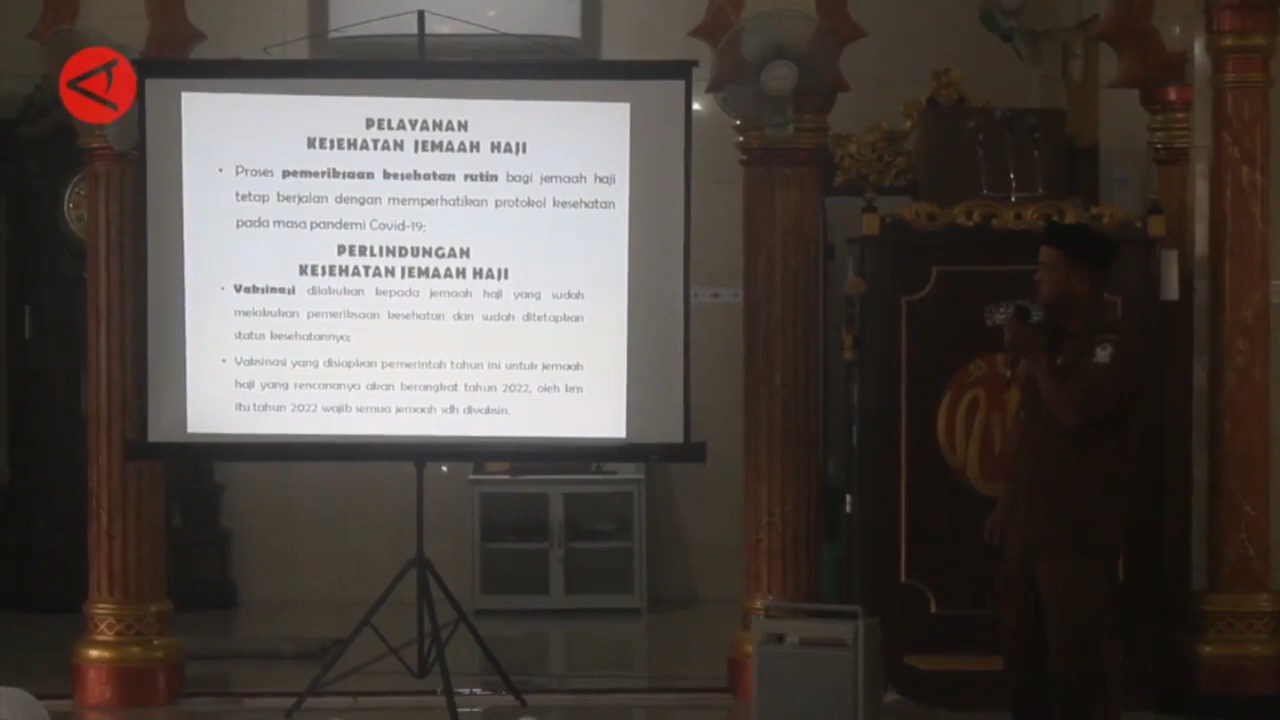 PELAYANAN
KESEHATAN JEMAAH HAJI
• Proses pemeriksaan kesehatan rutin bagi jemaah haji
tetap berjalan dengan memperhatikan protokol kesehatan
pada masa pandemi Covid-19;
PERLINDUNGAN
KESEHATAN JEMAAH HAJI
• Vaksinasi dilakukan kepada jemaah haji yang sudah
melakukan pemeriksaan kesehatan dan sudah ditetapkan
status kesehatannya;
• Vaksinasi yang disiapkan pemerintah tahun ini untuk jemaah
haji yang rencananya akan berangkat tahun 2022, oleh krn
itu tahun 2022 wajib semua jemaah sdh divaksin.